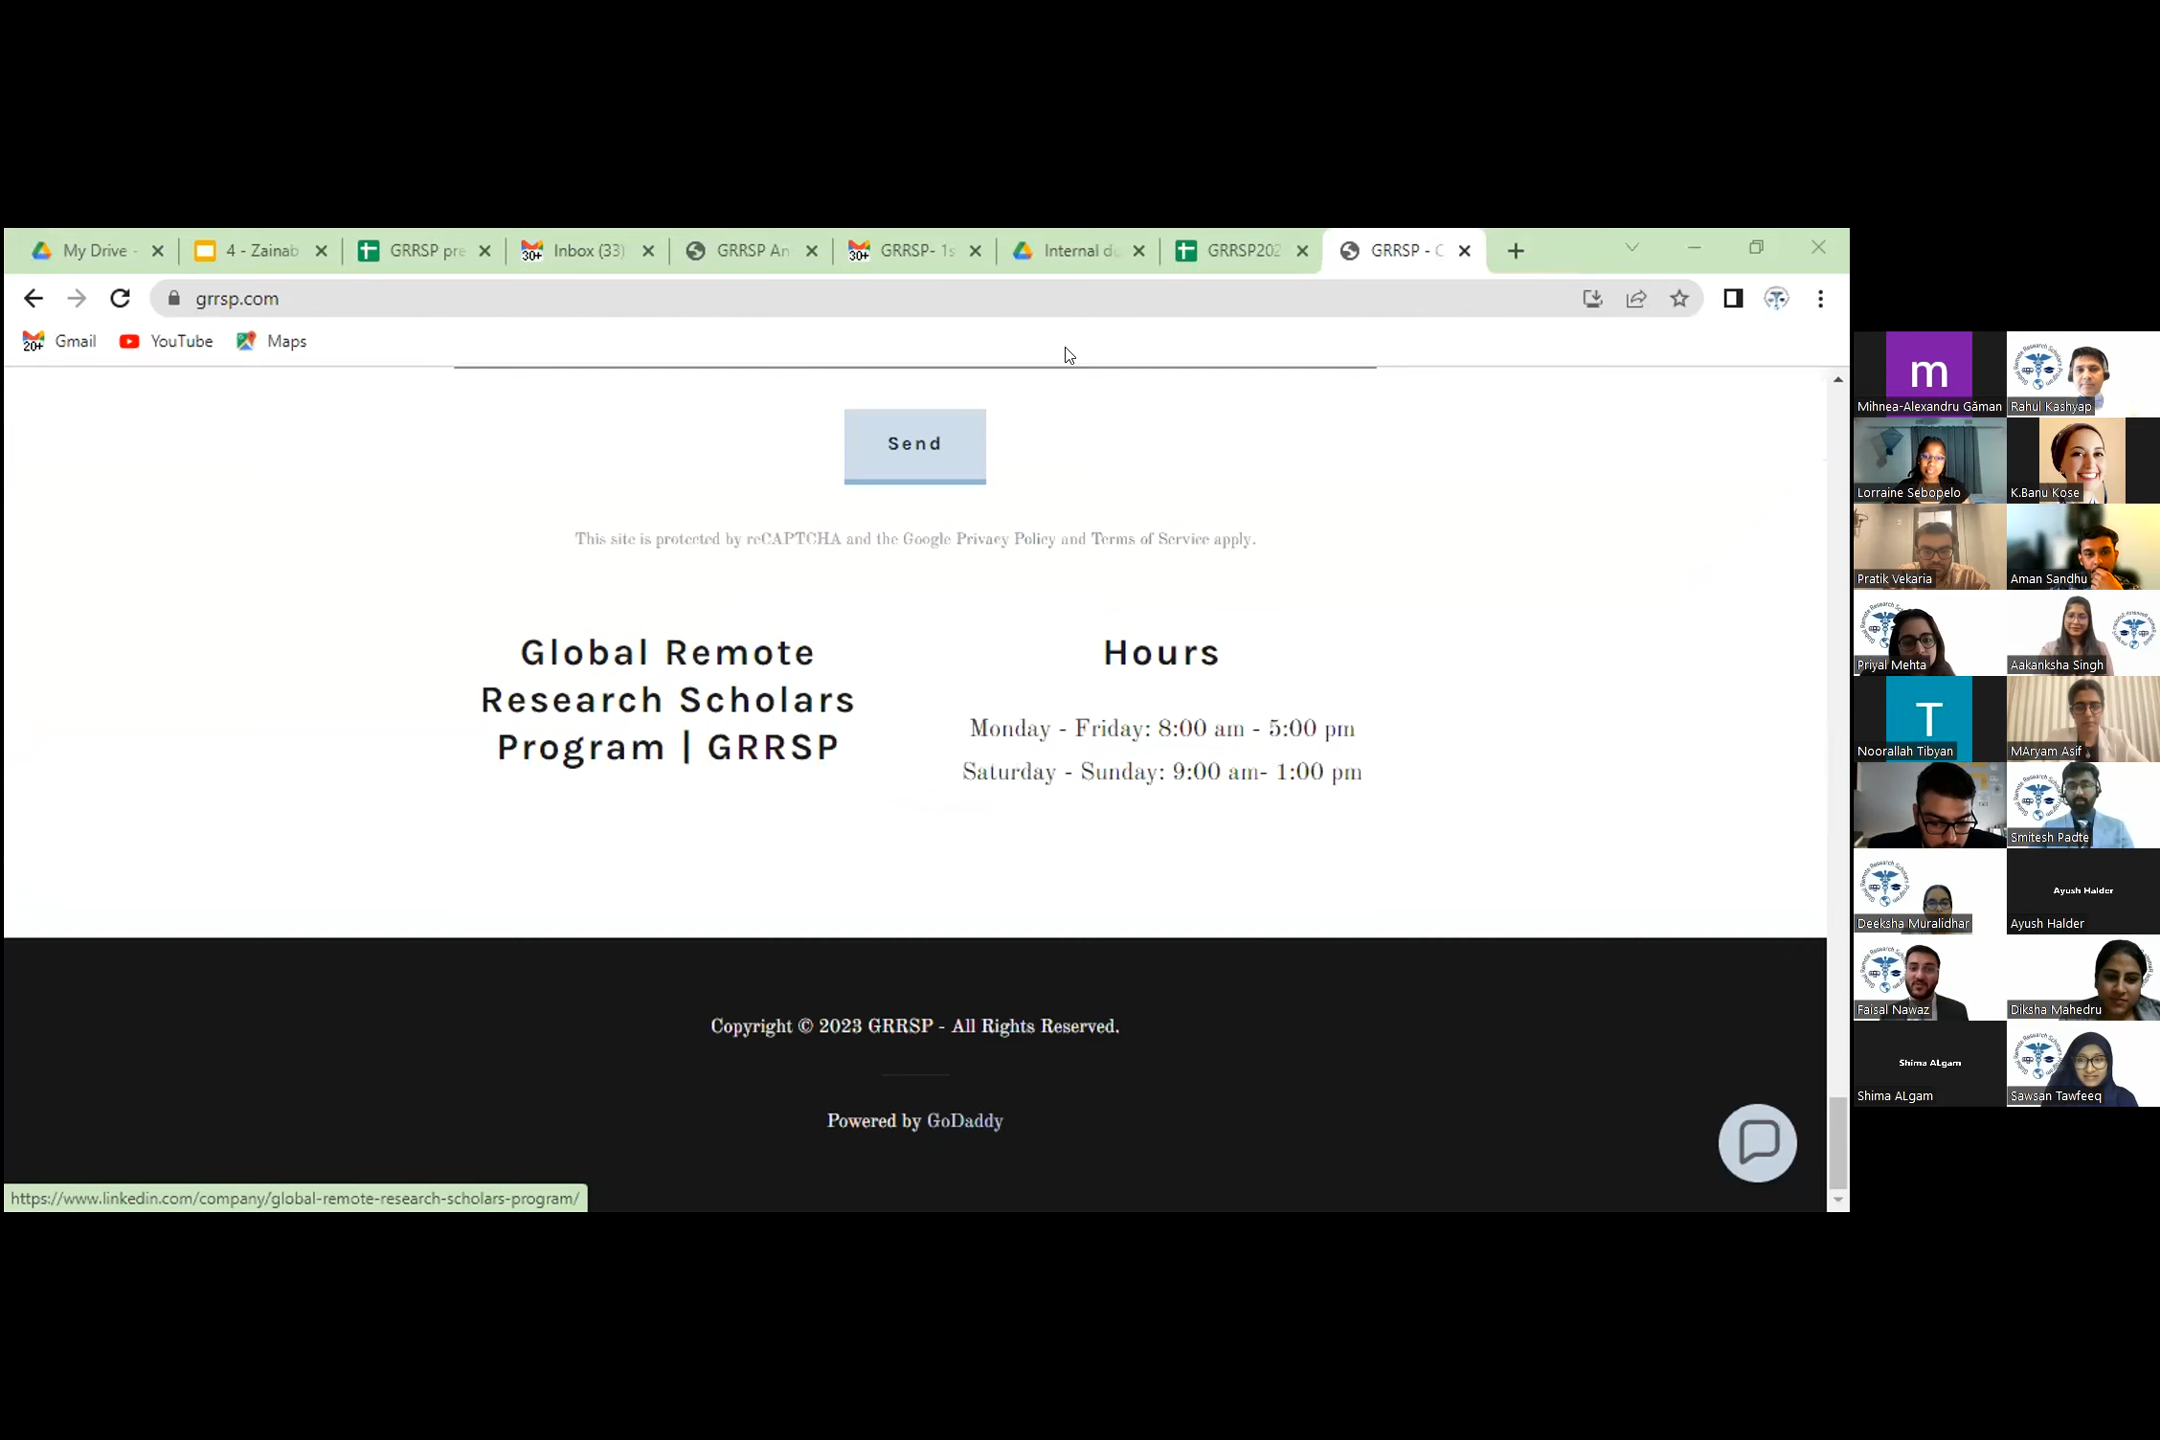 My Drive -
4 - Zainab
GRRSP pre
Inbox (33)
GRRSP An
GRRSP- 1s
Internal d
GRRSP202
GRRSP - C
grrsp.com
Gmail
YouTube
Maps
Send
This site is protected by reCAPTCHA and the Google Privacy Policy and Terms of Service apply.
Global Remote
Research Scholars
Program | GRRSP
Hours
Monday - Friday: 8:00 am - 5:00 pm
Saturday - Sunday: 9:00 am- 1:00 pm
Copyright © 2023 GRRSP - All Rights Reserved.
Powered by GoDaddy
https://www.linkedin.com/company/global-remote-research-scholars-program/
m
Mihnea-Alexandru Găman
Rahul Kashyap
Lorraine Sebopelo
K.Banu Kose
Pratik Vekaria
Aman Sandhu
Priyal Mehta
Aakanksha Singh
T
Noorallah Tibyan
MAryam Asif
Smitesh Padte
Deeksha Muralidhar
Ayush Halder
Ayush Halder
Faisal Nawaz
Diksha Mahedru
Shima ALgam
Shima ALgam
Sawsan Tawfeeq